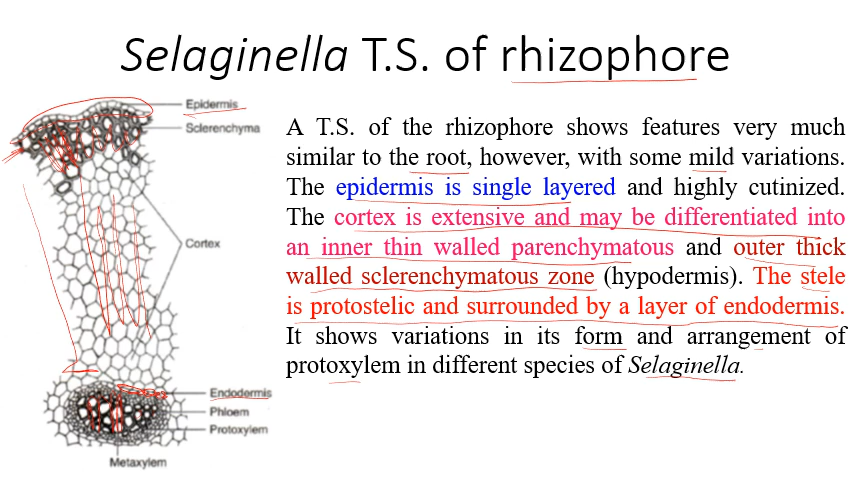 Selaginella T.S. of rhizophore
Epidermis
Sclerenchyma
Cortex
Endodermis
Phloem
Protoxylem
Metaxylem
A T.S. of the rhizophore shows features very much
similar to the root, however, with some mild variations.
The epidermis is single layered and highly cutinized.
The cortex is extensive and may be differentiated into
an inner thin walled parenchymatous and outer thick
walled sclerenchymatous zone (hypodermis). The stele
is protostelic and surrounded by a layer of endodermis.
It shows variations in its form and arrangement of
protoxylem in different species of Selaginella.